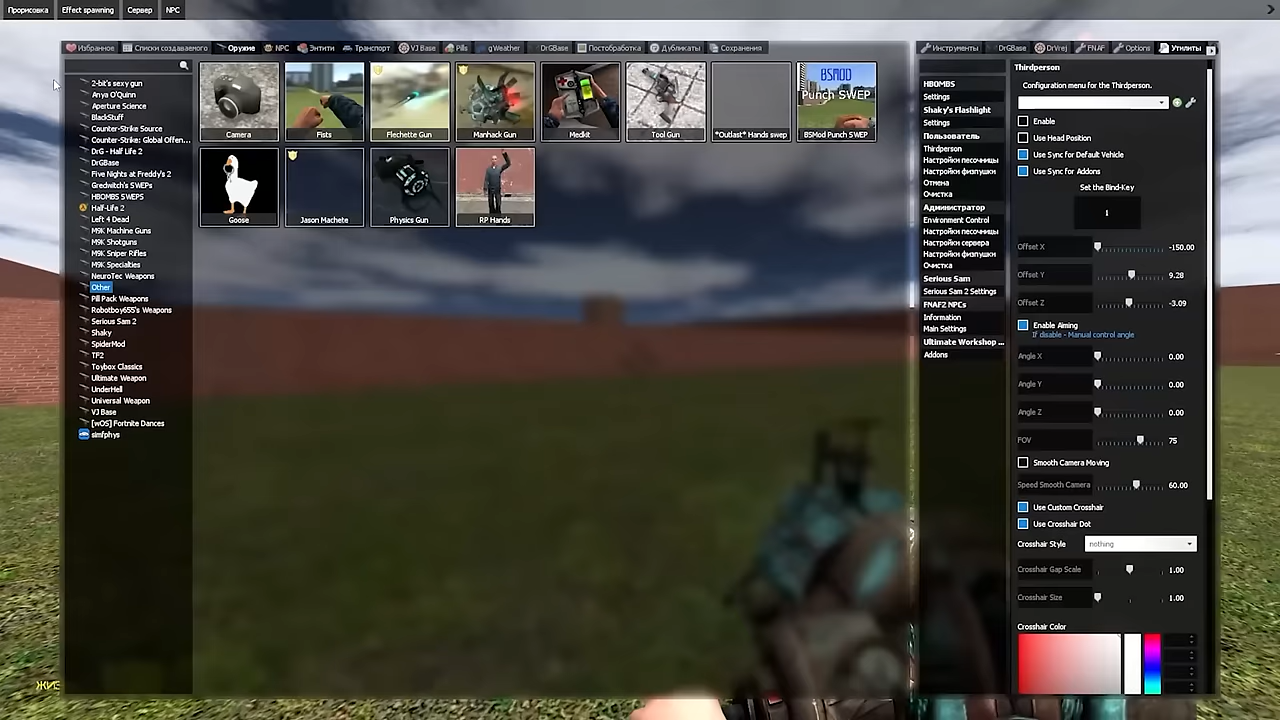 Прорисовка
Effect spawning
Сервер
NPC
Избранное
Списки создаваемого
Оружие
NPC
Энтити
Транспорт
VJ Base
Pills
gWeather
DrGBase
Постобработка
Дубликаты
Сохранения
2-bit's sexy gun
Anya O'Quinn
Aperture Science
BlackStuff
Counter-Strike Source
Counter-Strike: Global Offen...
DrG - Half Life 2
DrGBase
Five Nights at Freddy's 2
Gredwitch's SWEPs
HBOMBS SWEPS
Half-Life 2
Left 4 Dead
M9K Machine Guns
M9K Shotguns
M9K Sniper Rifles
M9K Specialties
NeuroTec Weapons
Other
Pill Pack Weapons
Robotboy655's Weapons
Serious Sam 2
Shaky
SpiderMod
TF2
Toybox Classics
Ultimate Weapon
UnderHell
Universal Weapon
VJ Base
[wOS] Fortnite Dances
simfphys
Camera
Fists
Flechette Gun
Manhack Gun
Medkit
Tool Gun
*Outlast* Hands swep
BSMOD
Punch SWEP
BSMod Punch SWEP
Goose
Jason Machete
Physics Gun
RP Hands
Инструменты
DrGBase
DrVrej
FNAF
Options
Утилиты
HBOMBS
Settings
Shaky's Flashlight
Settings
Пользователь
Thirdperson
Настройки песочницы
Настройки физпушки
Отмена
Очистка
Администратор
Environment Control
Настройки песочницы
Настройки сервера
Настройки физпушки
Очистка
Serious Sam
Serious Sam 2 Settings
FNAF2 NPCs
Information
Main Settings
Ultimate Workshop ...
Addons
Thirdperson
Configuration menu for the Thirdperson.
Enable
Use Head Position
Use Sync for Default Vehicle
Use Sync for Addons
Set the Bind-Key
Offset X -150.00
Offset Y 9.28
Offset Z -3.09
Enable Aiming
If disable - Manual control angle
Angle X 0.00
Angle Y 0.00
Angle Z 0.00
FOV 75
Smooth Camera Moving
Speed Smooth Camera 60.00
Use Custom Crosshair
Use Crosshair Dot
Crosshair Style nothing
Crosshair Gap Scale 1.00
Crosshair Size 1.00
Crosshair Color